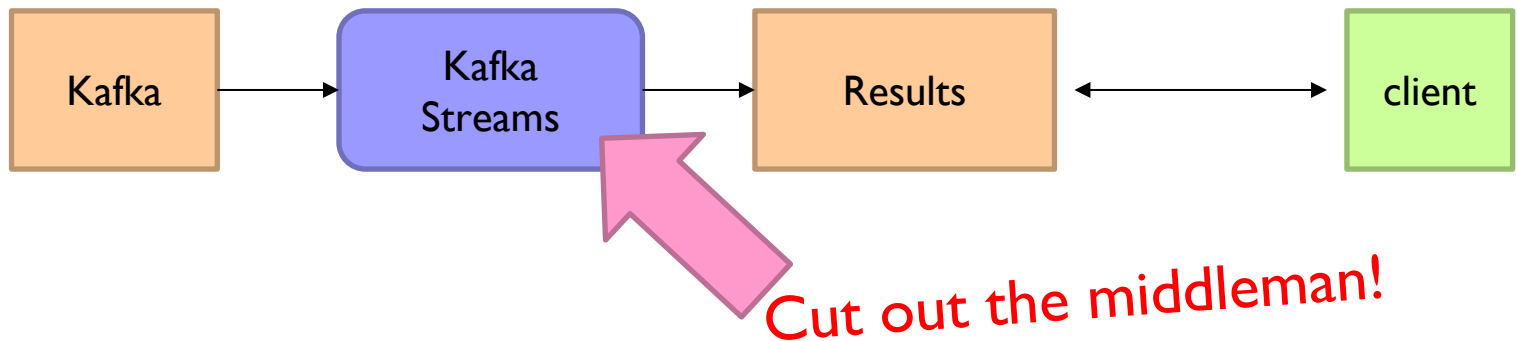 Kafka
Kafka
Streams
Results
client
Cut out the middleman!